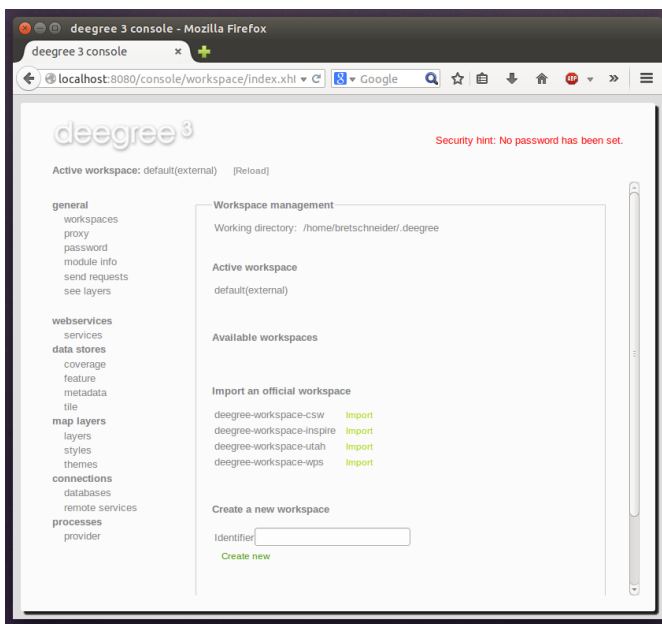 deegree 3 console - Mozilla Firefox
deegree 3 console
localhost:8080/console/workspace/index.xht
Google
ABP
deegree 3
Security hint: No password has been set.
Active workspace: default(external) [Reload]
general
workspaces
proxy
password
module info
send requests
see layers
webservices
services
data stores
coverage
feature
metadata
tile
map layers
layers
styles
themes
connections
databases
remote services
processes
provider
Workspace management
Working directory: /home/bretschneider/.deegree
Active workspace
default(external)
Available workspaces
Import an official workspace
deegree-workspace-csw Import
deegree-workspace-inspire Import
deegree-workspace-utah Import
deegree-workspace-wps Import
Create a new workspace
Identifier
Create new